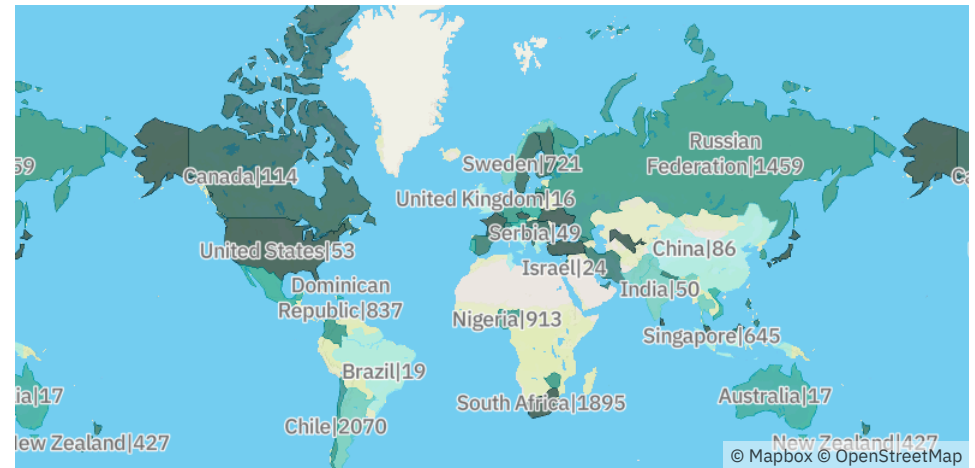 Russian
Federation|1459
59
Sweden|721
Canada|114
Ca
United Kingdom|16
Serbia|49
United States|53
China|86
Israel|24
India|50
Dominican
Republic|837
Nigeria|913
Singapore|645
Brazil|19
ia|17
South Africa|1895
Australia|17
Chile|2070
New Zealand|427
New Zealand|427
© Mapbox © OpenStreetMap